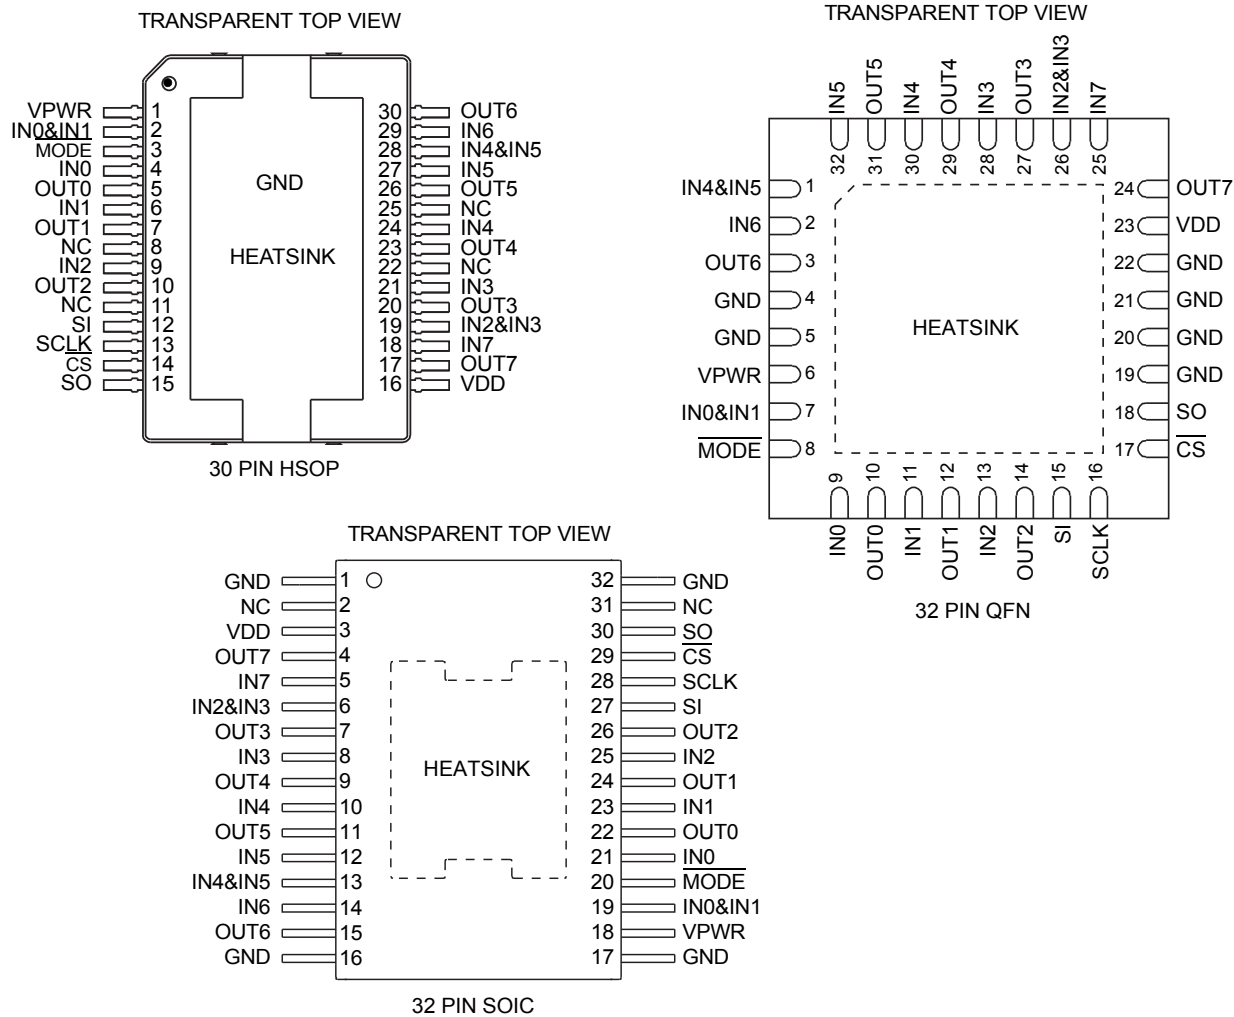 TRANSPARENT TOP VIEW
VPWR 1 30 OUT6
IN0&IN1 2 29 IN6
MODE 3 28 IN4&IN5
IN0 4 27 IN5
OUT0 5 26 OUT5
IN1 6 25 NC
OUT1 7 24 IN4
NC 8 23 OUT4
IN2 9 22 NC
OUT2 10 21 IN3
NC 11 20 OUT3
SI 12 19 IN2&IN3
SCLK 13 18 IN7
CS 14 17 OUT7
SO 15 16 VDD
GND
HEATSINK
30 PIN HSOP
TRANSPARENT TOP VIEW
IN5 OUT5 IN4 OUT4 IN3 OUT3 IN2&IN3 IN7
32 31 30 29 28 27 26 25
IN4&IN5 1 24 OUT7
IN6 2 23 VDD
OUT6 3 22 GND
GND 4 21 GND
GND 5 20 GND
VPWR 6 19 GND
IN0&IN1 7 18 SO
MODE 8 17 CS
HEATSINK
9 10 11 12 13 14 15 16
IN0 OUT0 IN1 OUT1 IN2 OUT2 SI SCLK
32 PIN QFN
TRANSPARENT TOP VIEW
GND 1 32 GND
NC 2 31 NC
VDD 3 30 SO
OUT7 4 29 CS
IN7 5 28 SCLK
IN2&IN3 6 27 SI
OUT3 7 26 OUT2
IN3 8 25 IN2
OUT4 9 24 OUT1
IN4 10 23 IN1
OUT5 11 22 OUT0
IN5 12 21 IN0
IN4&IN5 13 20 MODE
IN6 14 19 IN0&IN1
OUT6 15 18 VPWR
GND 16 17 GND
HEATSINK
32 PIN SOIC